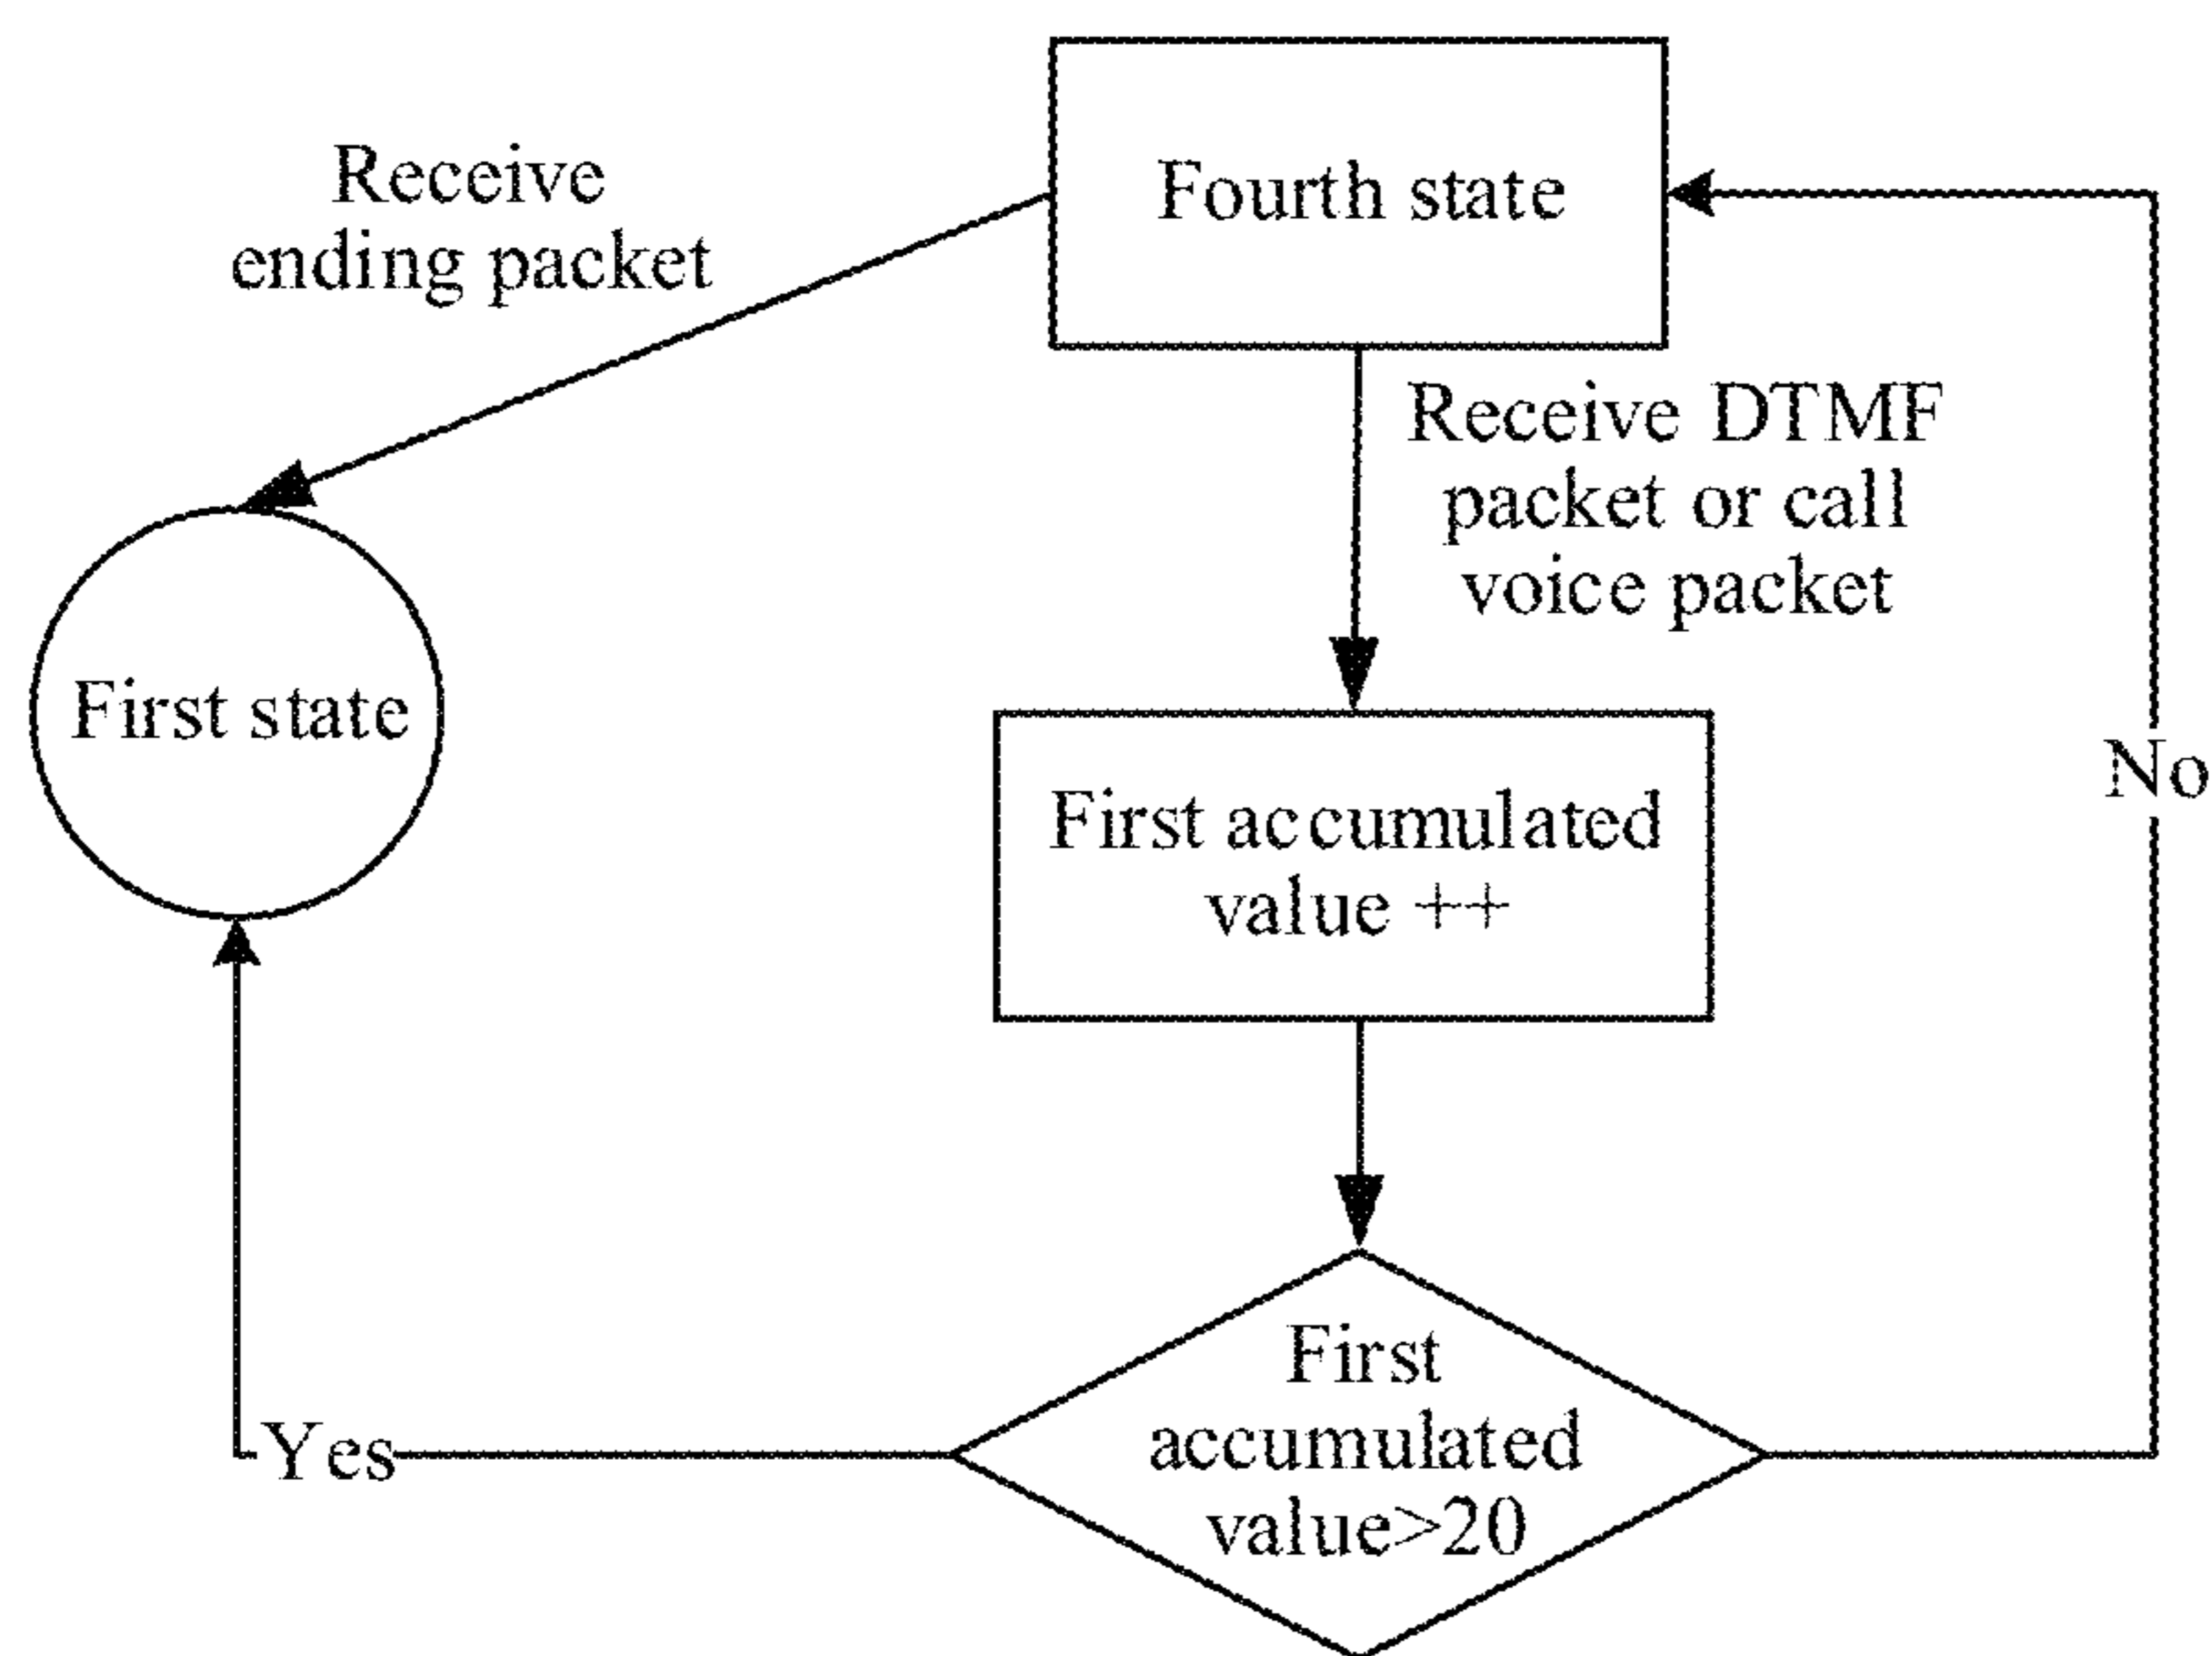 Receive
ending packet
Fourth state
Receive DTMF
packet or call
voice packet
First state
No
First accumulated
value ++
First
accumulated
value>20
Yes